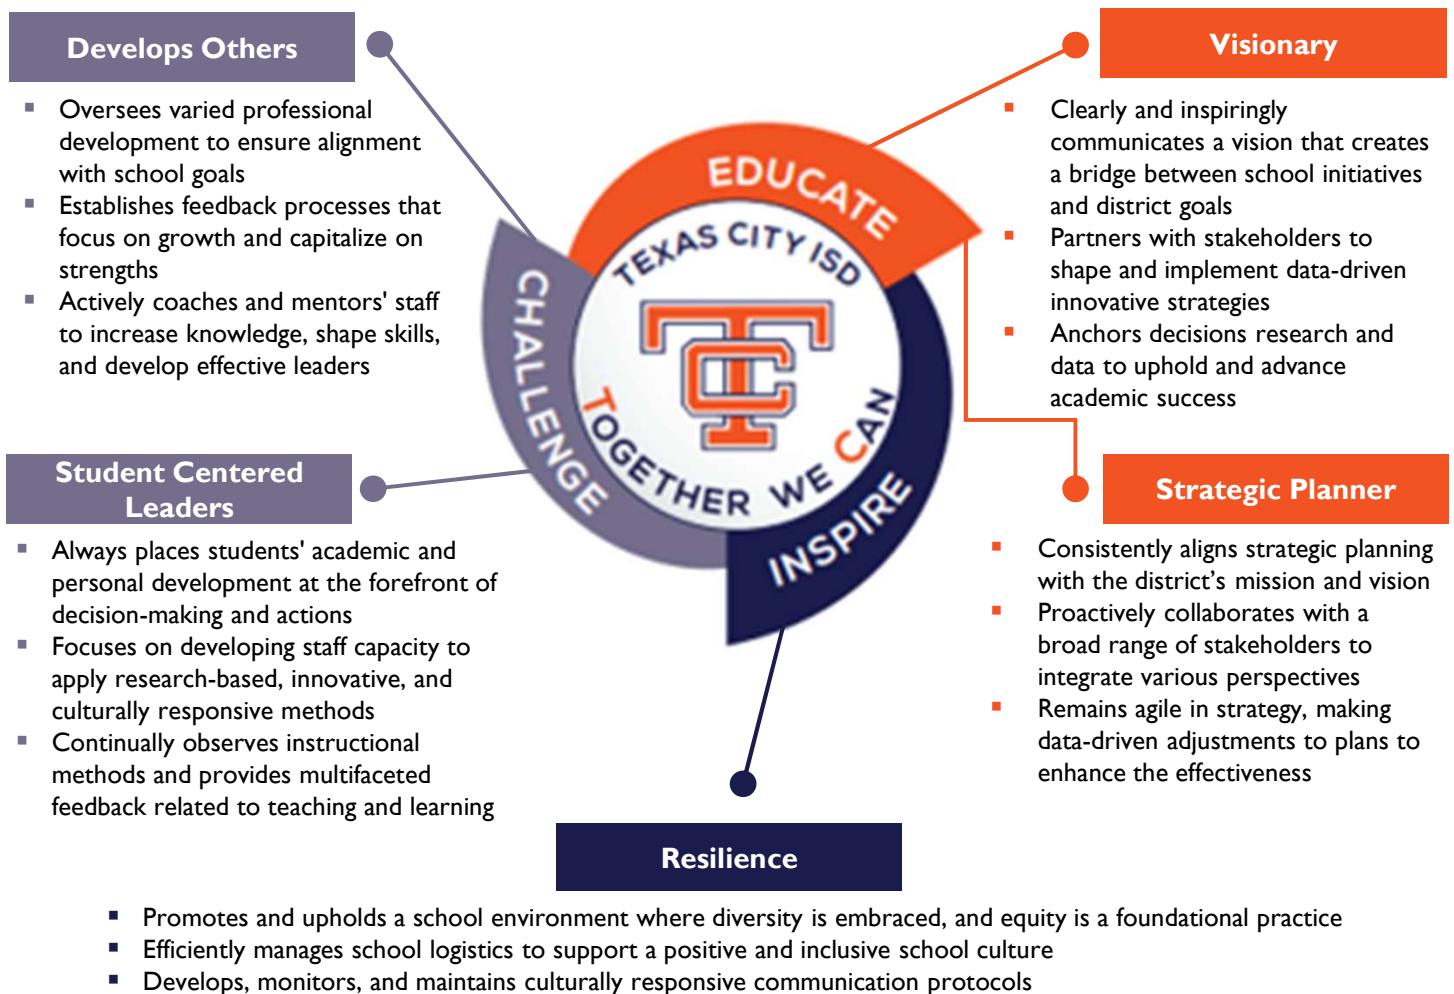 Develops Others
▪ Oversees varied professional
development to ensure alignment
with school goals
▪ Establishes feedback processes that
focus on growth and capitalize on
strengths
▪ Actively coaches and mentors' staff
to increase knowledge, shape skills,
and develop effective leaders
Student Centered
Leaders
▪ Always places students' academic and
personal development at the forefront of
decision-making and actions
▪ Focuses on developing staff capacity to
apply research-based, innovative, and
culturally responsive methods
▪ Continually observes instructional
methods and provides multifaceted
feedback related to teaching and learning
EDUCATE
CHALLENGE
INSPIRE
TEXAS CITY ISD
TC
TOGETHER WE CAN
Visionary
▪ Clearly and inspiringly
communicates a vision that creates
a bridge between school initiatives
and district goals
▪ Partners with stakeholders to
shape and implement data-driven
innovative strategies
▪ Anchors decisions research and
data to uphold and advance
academic success
Strategic Planner
▪ Consistently aligns strategic planning
with the district’s mission and vision
▪ Proactively collaborates with a
broad range of stakeholders to
integrate various perspectives
▪ Remains agile in strategy, making
data-driven adjustments to plans to
enhance the effectiveness
Resilience
▪ Promotes and upholds a school environment where diversity is embraced, and equity is a foundational practice
▪ Efficiently manages school logistics to support a positive and inclusive school culture
▪ Develops, monitors, and maintains culturally responsive communication protocols